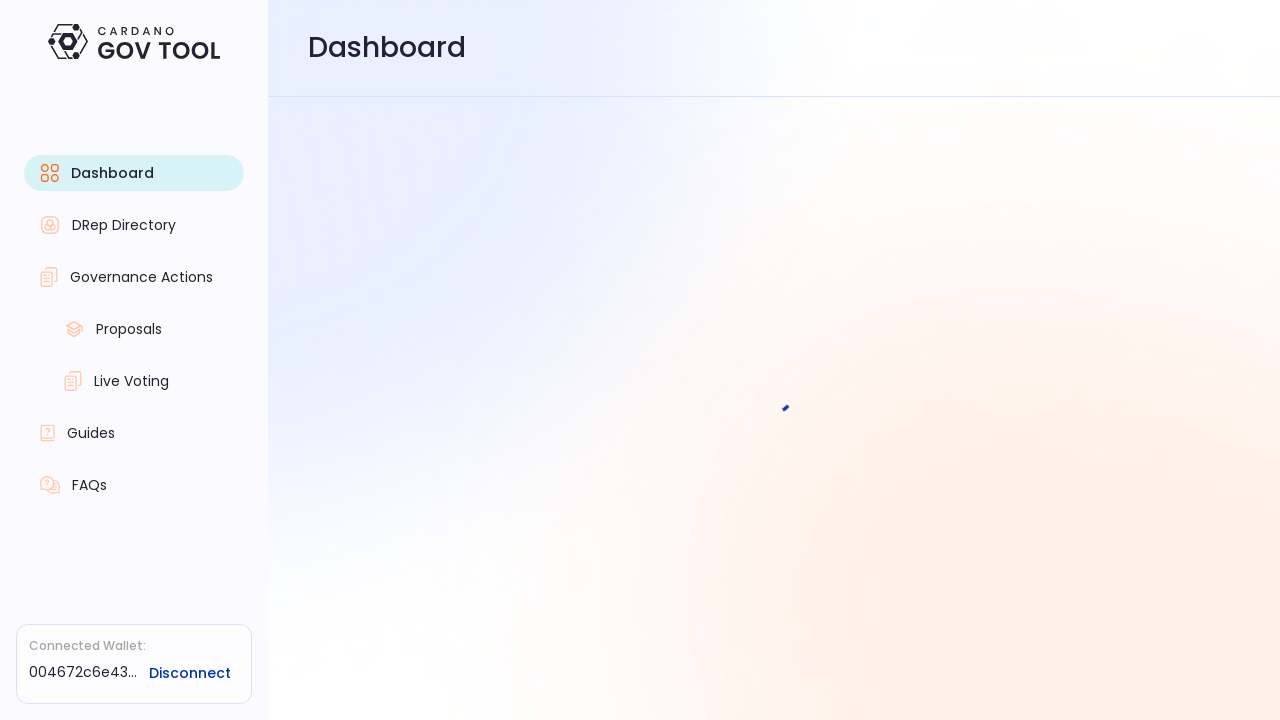 CARDANO
GOV TOOL
Dashboard
Dashboard
DRep Directory
Governance Actions
Proposals
Live Voting
Guides
FAQs
Connected Wallet:
004672c6e43... Disconnect